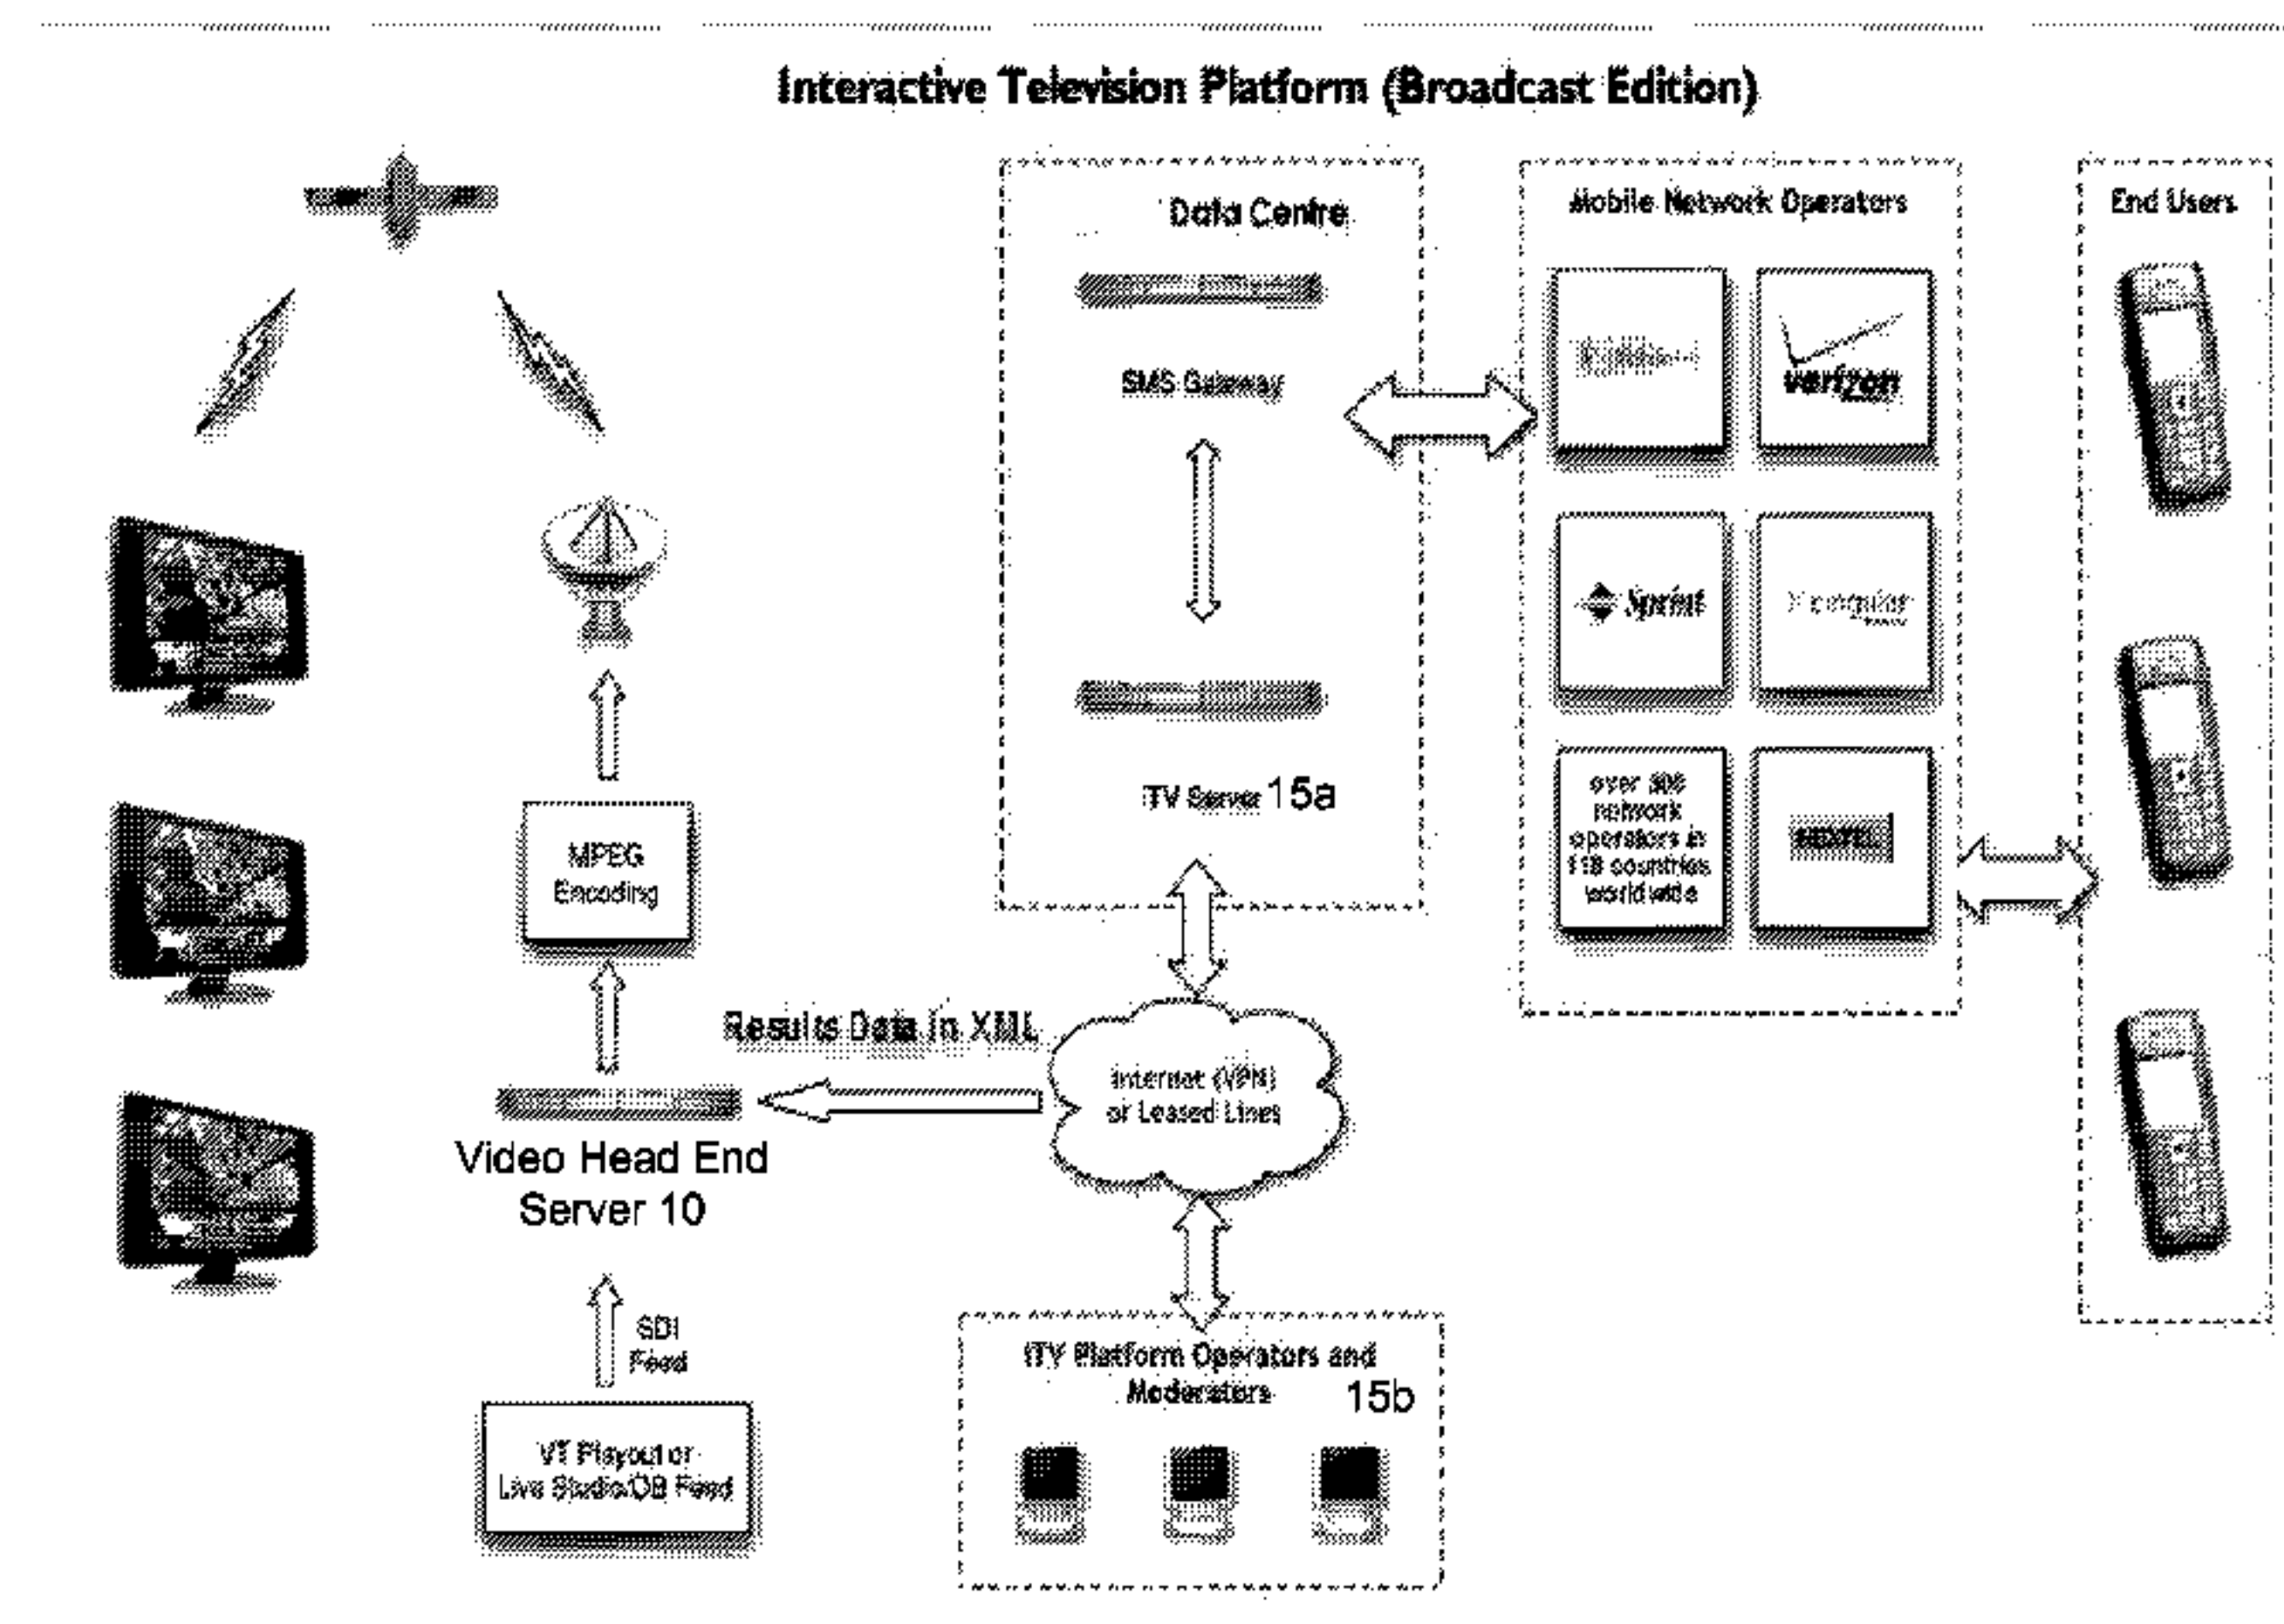 Interactive Television Platform (Broadcast Edition)
Data Centre
SMS Gateway
ITV Server 15a
Mobile Network Operators
verizon
Sprint
cingular
over 300
network
operators in
118 countries
worldwide
NEXTEL
End Users
MPEG
Encoding
Results Data in XML
Internet (VPN)
or Leased Lines
Video Head End
Server 10
SDI
Feed
VT Playout or
Live Studio/OB Feed
ITV Platform Operators and
Moderators 15b